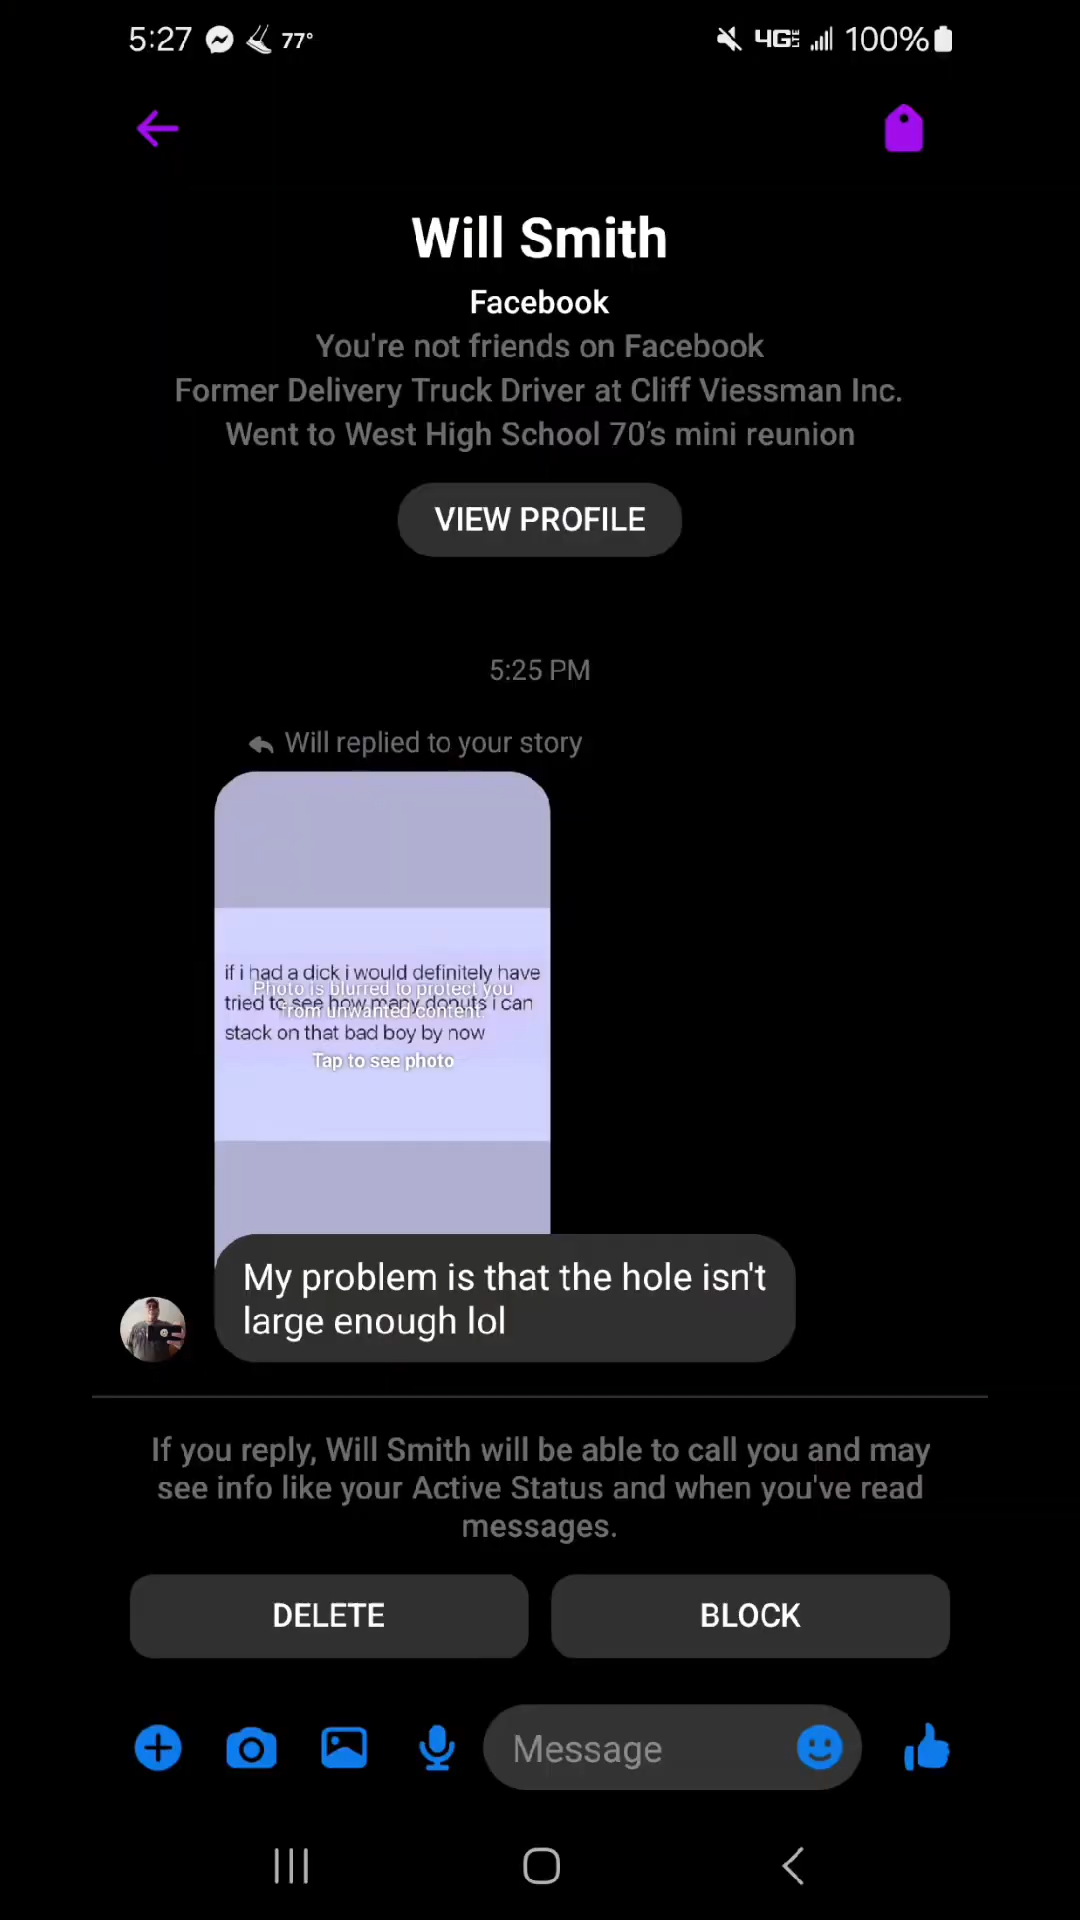 5:27 77° 4G LTE 100%
Will Smith
Facebook
You're not friends on Facebook
Former Delivery Truck Driver at Cliff Viessman Inc.
Went to West High School 70’s mini reunion
VIEW PROFILE
5:25 PM
Will replied to your story
if i had a dick i would definitely have
Photo is blurred to protect you
tried to see how many donuts i can
from unwanted content.
stack on that bad boy by now
Tap to see photo
My problem is that the hole isn't
large enough lol
If you reply, Will Smith will be able to call you and may
see info like your Active Status and when you've read
messages.
DELETE BLOCK
Message